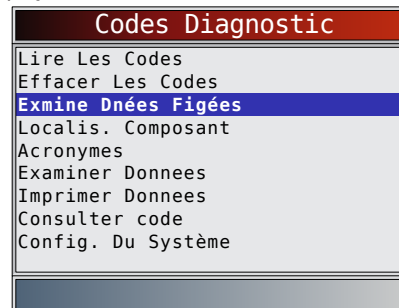 Codes Diagnostic
Lire Les Codes
Effacer Les Codes
Exmine Dnées Figées
Localis. Composant
Acronymes
Examiner Donnees
Imprimer Donnees
Consulter code
Config. Du Système